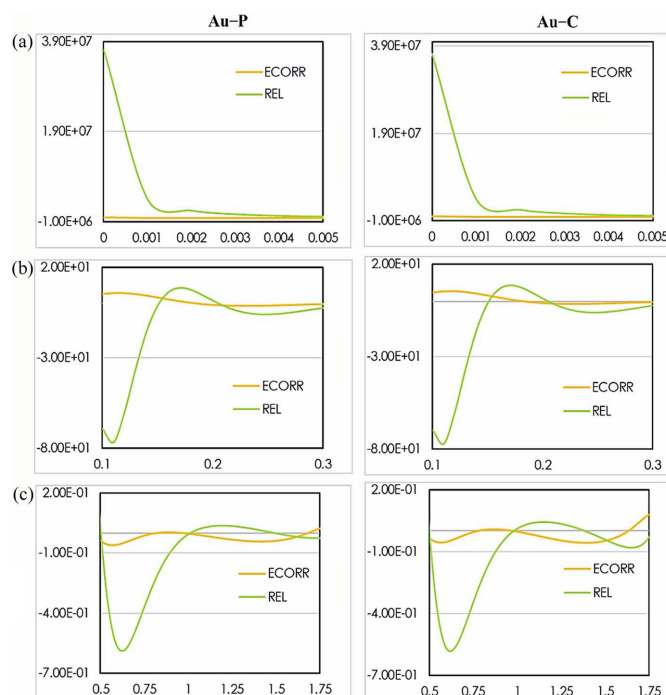 Au−P Au−C
(a)
3.90E+07 3.90E+07
ECORR ECORR
REL REL
1.90E+07 1.90E+07
-1.00E+06 -1.00E+06
0 0.001 0.002 0.003 0.004 0.005 0 0.001 0.002 0.003 0.004 0.005
(b)
2.00E+01 2.00E+01
-3.00E+01 -3.00E+01
ECORR ECORR
REL REL
-8.00E+01 -8.00E+01
0.1 0.2 0.3 0.1 0.2 0.3
(c)
2.00E-01 2.00E-01
-1.00E-01 -1.00E-01
ECORR ECORR
REL REL
-4.00E-01 -4.00E-01
-7.00E-01 -7.00E-01
0.5 0.75 1 1.25 1.5 1.75 0.5 0.75 1 1.25 1.5 1.75